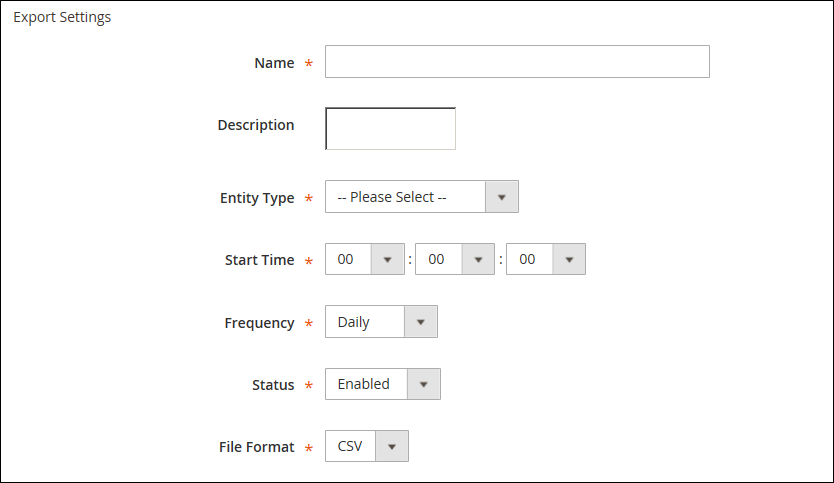 Export Settings
Name *
Description
Entity Type * -- Please Select --
Start Time * 00 : 00 : 00
Frequency * Daily
Status * Enabled
File Format * CSV